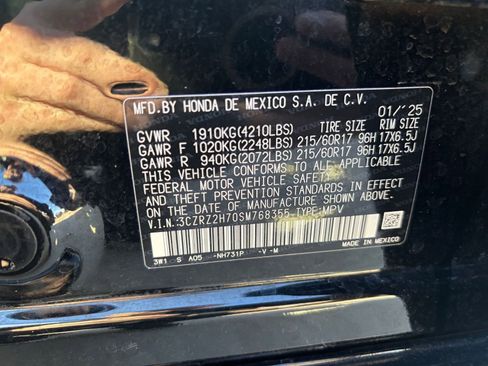 MFD.BY HONDA DE MEXICO S.A. DE C.V. 01/'25
GVWR 1910KG(4210LBS) TIRE SIZE RIM SIZE
GAWR F 1020KG(2248LBS) 215/60R17 96H 17X6.5J
GAWR R 940KG(2072LBS) 215/60R17 96H 17X6.5J
THIS VEHICLE CONFORMS TO ALL APPLICABLE
FEDERAL MOTOR VEHICLE SAFETY, BUMPER,
AND THEFT PREVENTION STANDARDS IN EFFECT
ON THE DATE OF MANUFACTURE SHOWN ABOVE.
V.I.N.:3CZRZ2H70SM768355 TYPE:MPV
3W1 S A05 -NH731P -V -M
MADE IN MEXICO